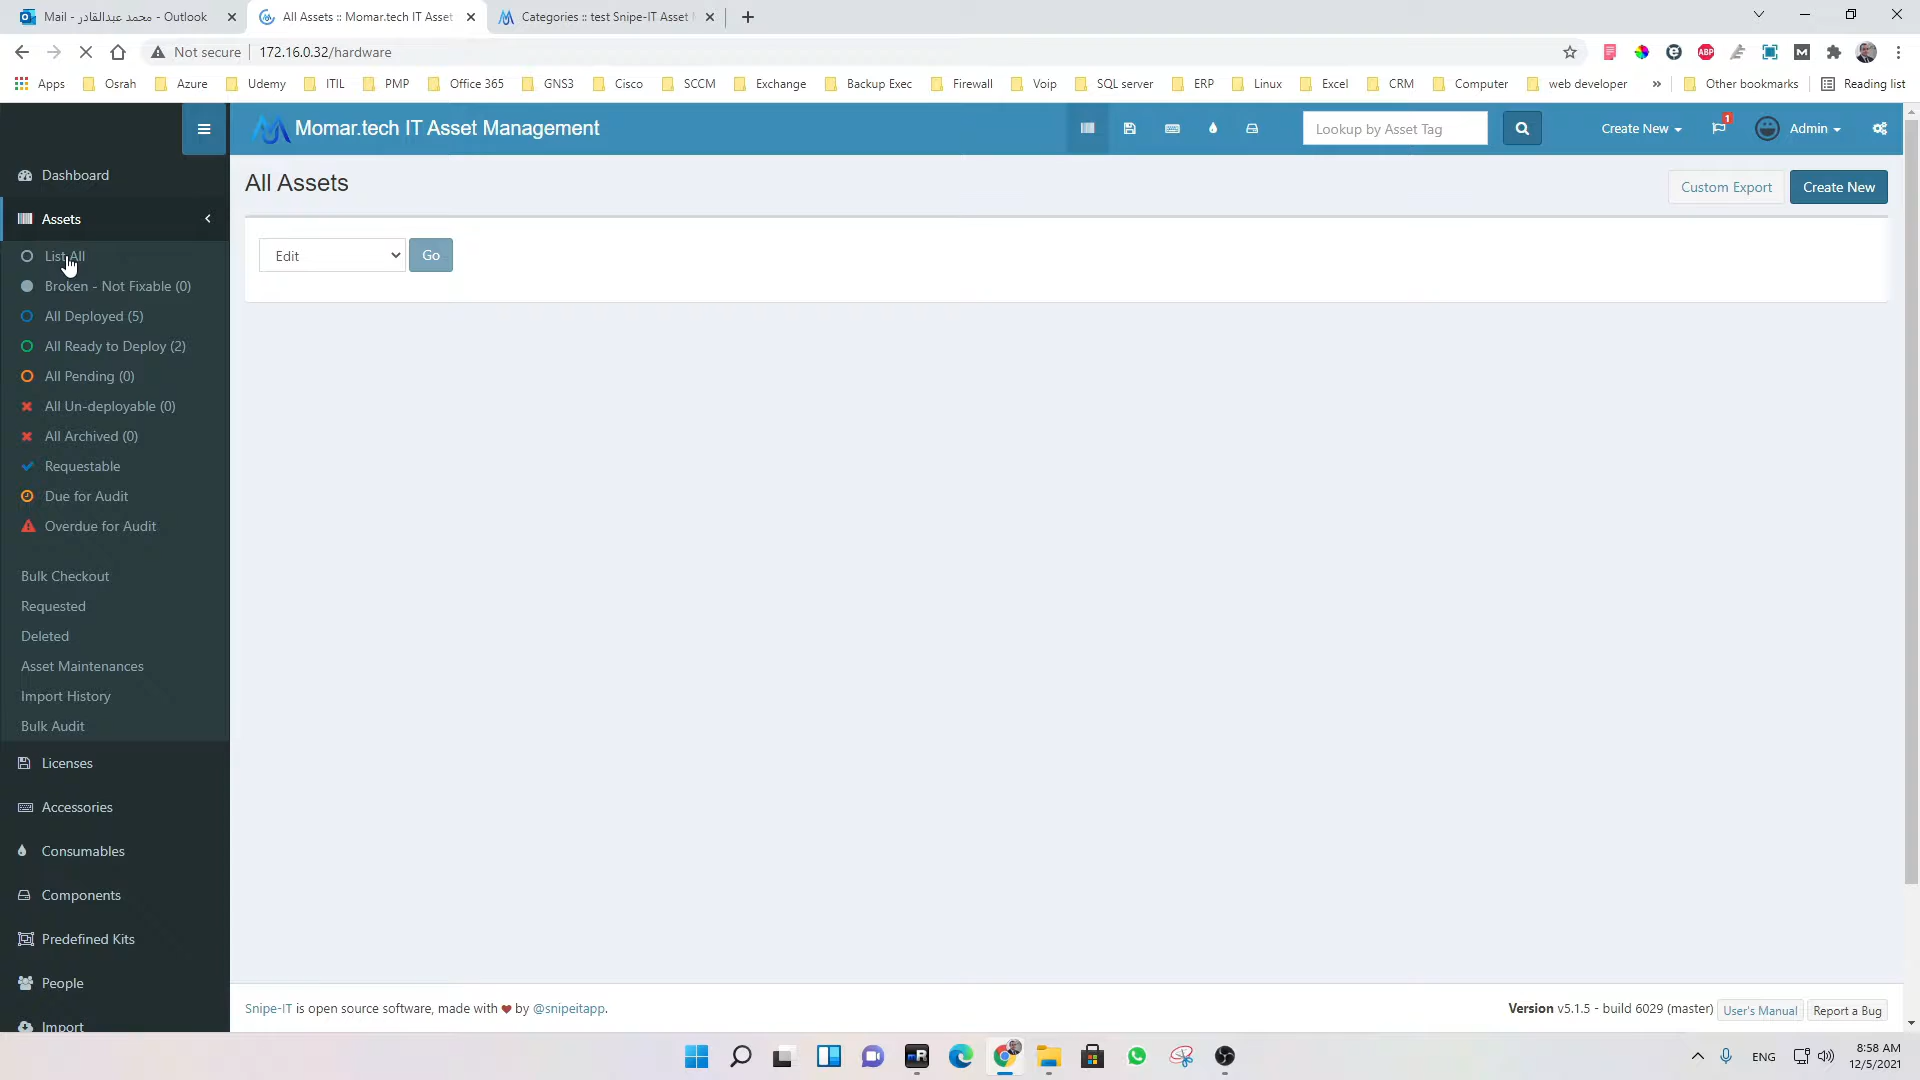 Mail - محمد عبدالقادر - Outlook
All Assets :: Momar.tech IT Asset
Categories :: test Snipe-IT Asset
Not secure
172.16.0.32/hardware
Apps
Osrah
Azure
Udemy
ITIL
PMP
Office 365
GNS3
Cisco
SCCM
Exchange
Backup Exec
Firewall
Voip
SQL server
ERP
Linux
Excel
CRM
Computer
web developer
»
Other bookmarks
Reading list
Momar.tech IT Asset Management
Lookup by Asset Tag
Create New
1
Admin
Dashboard
Assets
List All
Broken - Not Fixable (0)
All Deployed (5)
All Ready to Deploy (2)
All Pending (0)
All Un-deployable (0)
All Archived (0)
Requestable
Due for Audit
Overdue for Audit
Bulk Checkout
Requested
Deleted
Asset Maintenances
Import History
Bulk Audit
Licenses
Accessories
Consumables
Components
Predefined Kits
People
Import
All Assets
Custom Export
Create New
Edit
Go
Snipe-IT is open source software, made with ♥ by @snipeitapp.
Version v5.1.5 - build 6029 (master)
User's Manual
Report a Bug
ENG
8:58 AM
12/5/2021